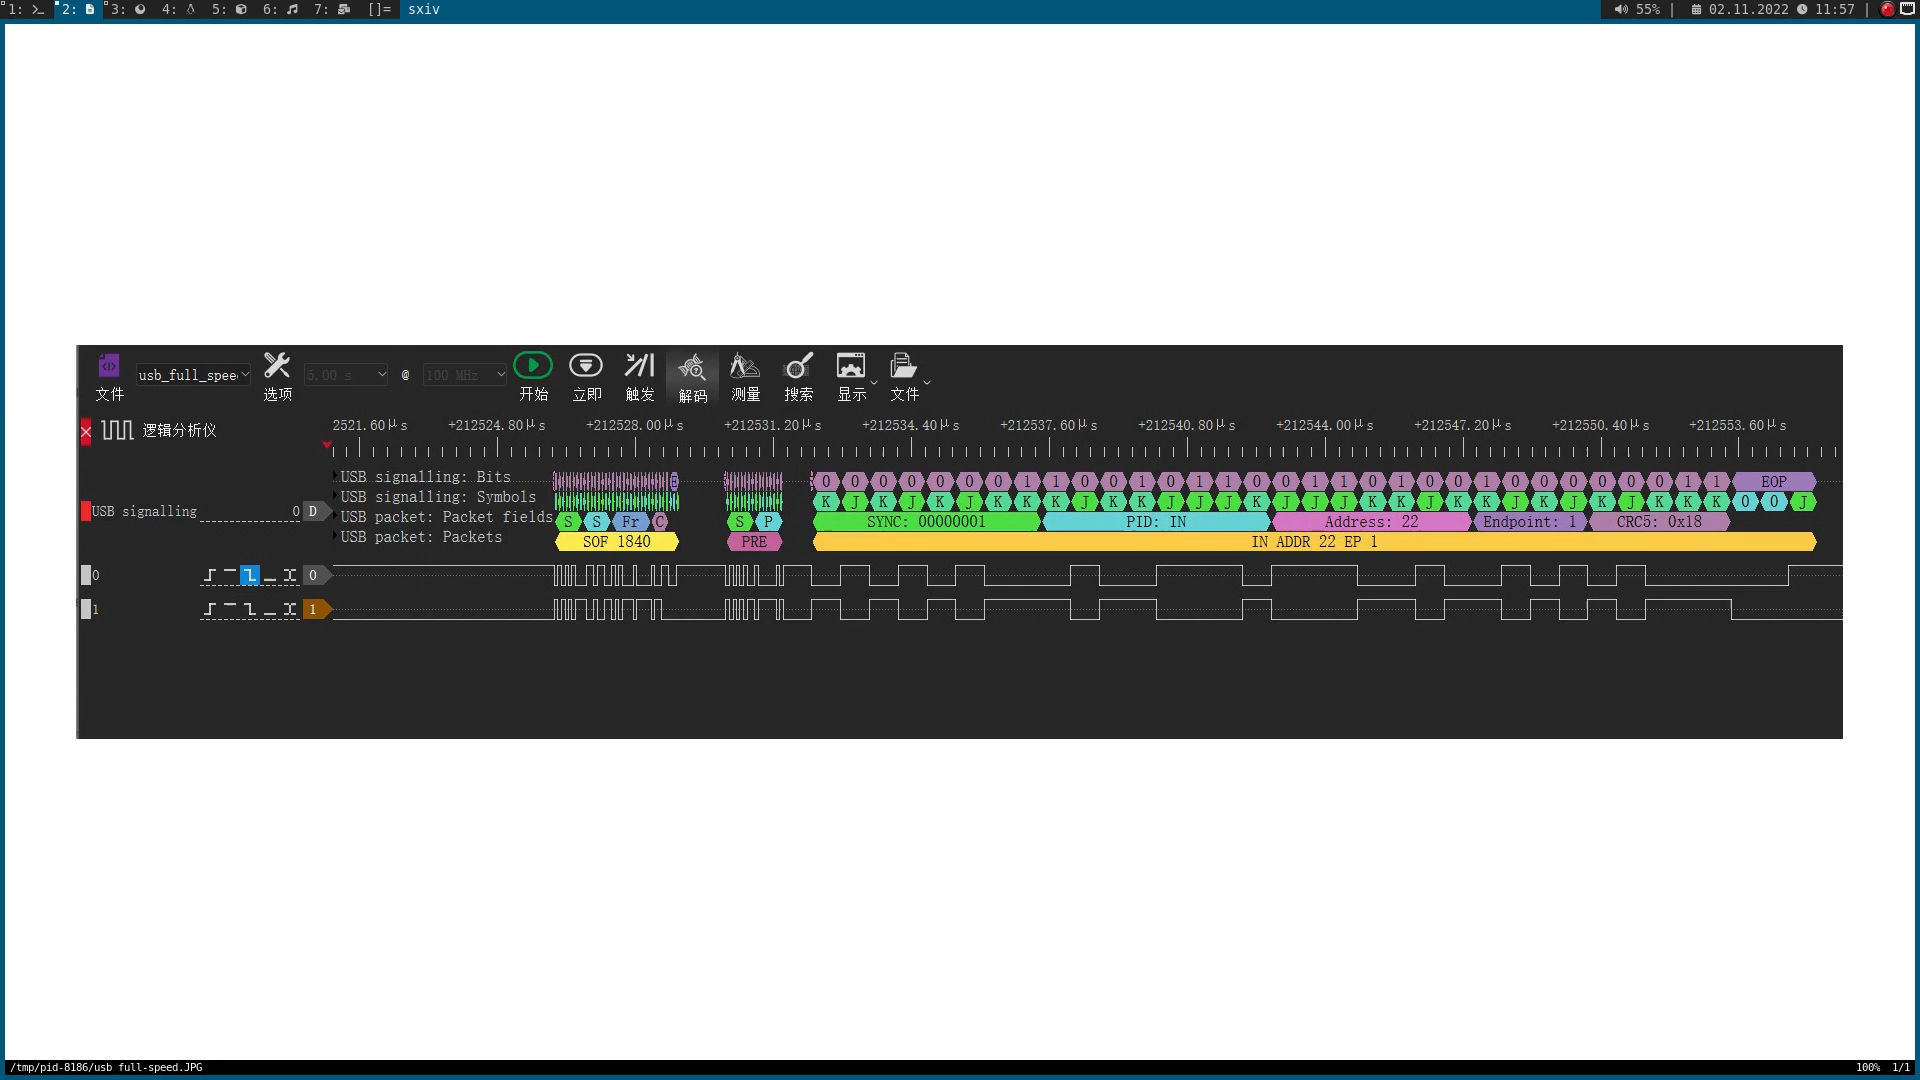 1: 2: 3: 4: 5: 6: 7: []= sxiv 55% | 02.11.2022 11:57 |
usb_full_spee 5.00 s @ 100 MHz
文件 选项 开始 立即 触发 解码 测量 搜索 显示 文件
逻辑分析仪 2521.60μs +212524.80μs +212528.00μs +212531.20μs +212534.40μs +212537.60μs +212540.80μs +212544.00μs +212547.20μs +212550.40μs +212553.60μs
USB signalling: Bits E 0 0 0 0 0 0 0 1 1 0 0 1 0 1 1 0 0 1 1 0 1 0 0 1 0 0 0 0 0 0 1 1 EOP
USB signalling: Symbols K J K J K J K K J K K J J J K J J J K K J K K J K J K J K K K K 0 0 J
USB signalling 0 D
USB packet: Packet fields S S Fr C S P SYNC: 00000001 PID: IN Address: 22 Endpoint: 1 CRC5: 0x18
USB packet: Packets SOF 1840 PRE IN ADDR 22 EP 1
0 0
1 1
/tmp/pid-8186/usb full-speed.JPG 100% 1/1